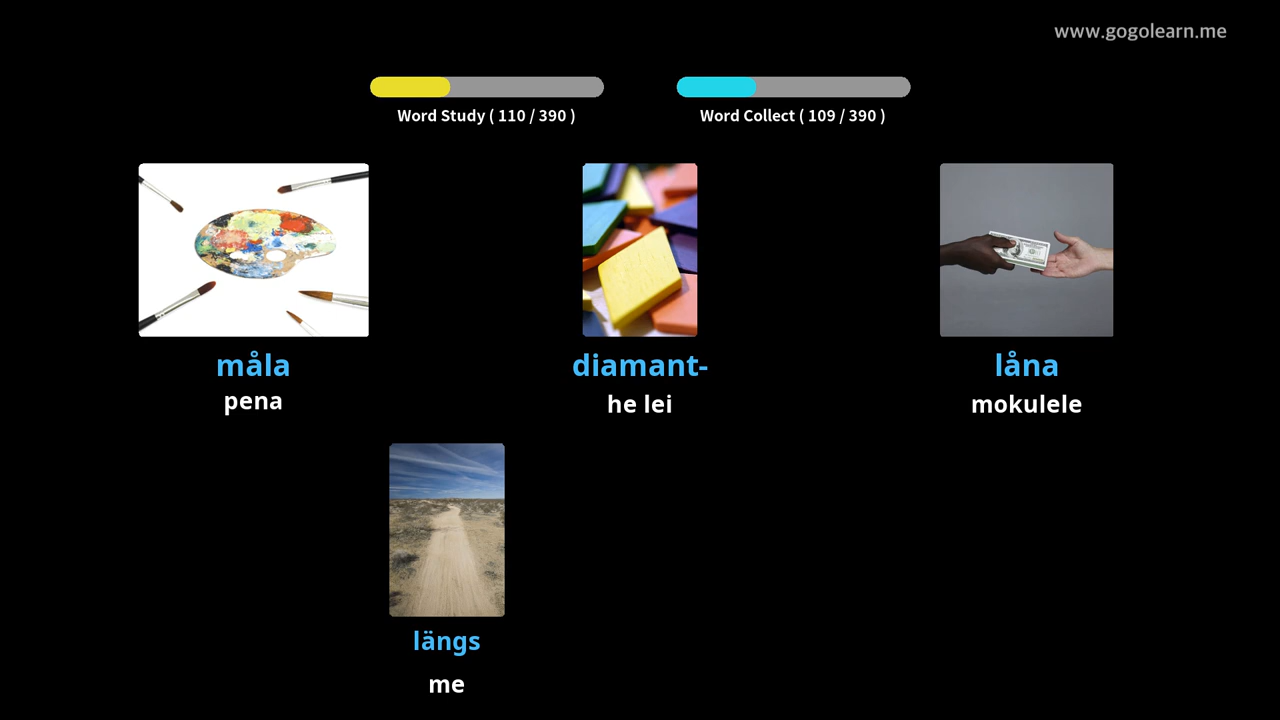 www.gogolearn.me
Word Study ( 110 / 390 )
Word Collect ( 109 / 390 )
måla
pena
diamant-
he lei
låna
mokulele
längs
me